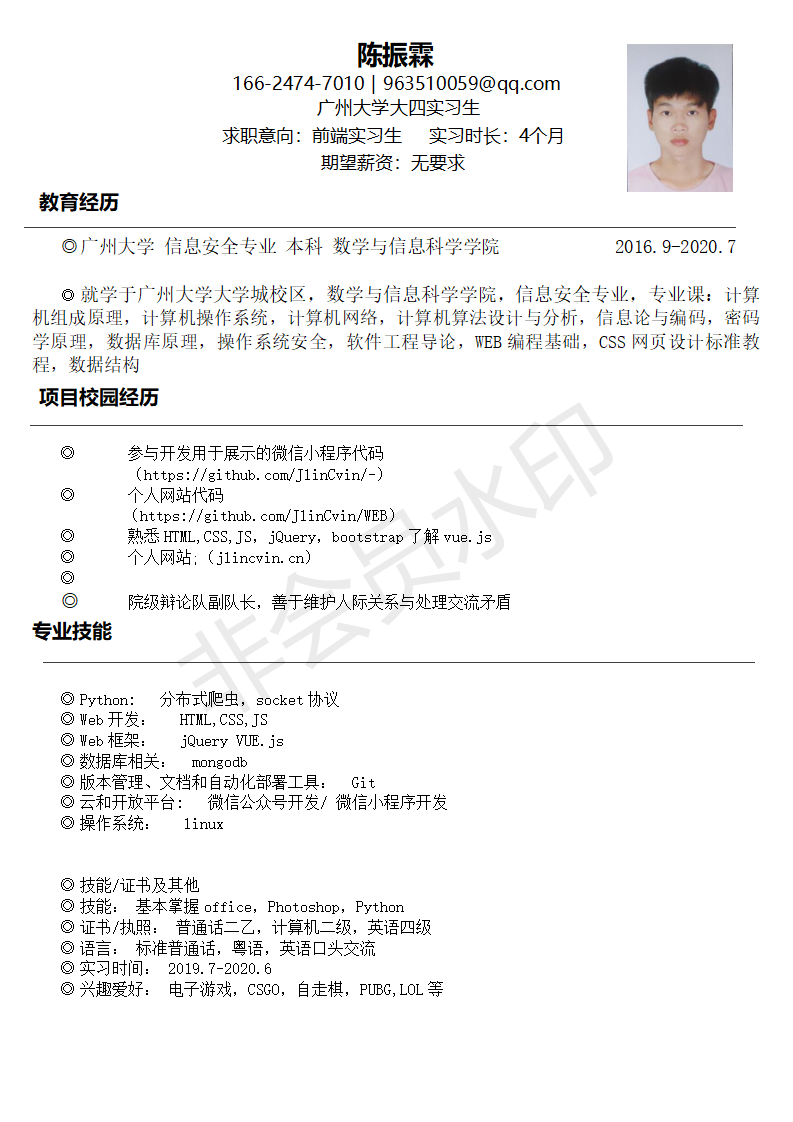 陈振霖
166-2474-7010 | 963510059@qq.com
广州大学大四实习生
求职意向：前端实习生 实习时长：4个月
期望薪资：无要求
教育经历
◎广州大学 信息安全专业 本科 数学与信息科学学院 2016.9-2020.7
◎ 就学于广州大学大学城校区，数学与信息科学学院，信息安全专业，专业课：计算
机组成原理，计算机操作系统，计算机网络，计算机算法设计与分析，信息论与编码，密码
学原理，数据库原理，操作系统安全，软件工程导论，WEB 编程基础，CSS 网页设计标准教
程，数据结构
项目校园经历
◎ 参与开发用于展示的微信小程序代码
（https://github.com/JlinCvin/-）
◎ 个人网站代码
（https://github.com/JlinCvin/WEB）
◎ 熟悉 HTML,CSS,JS，jQuery，bootstrap 了解 vue.js
◎ 个人网站;（jlincvin.cn）
◎
◎ 院级辩论队副队长，善于维护人际关系与处理交流矛盾
专业技能
◎ Python: 分布式爬虫，socket 协议
◎ Web 开发： HTML,CSS,JS
◎ Web 框架： jQuery VUE.js
◎ 数据库相关： mongodb
◎ 版本管理、文档和自动化部署工具： Git
◎ 云和开放平台: 微信公众号开发/ 微信小程序开发
◎ 操作系统： linux
◎ 技能/证书及其他
◎ 技能： 基本掌握 office，Photoshop，Python
◎ 证书/执照： 普通话二乙，计算机二级，英语四级
◎ 语言： 标准普通话，粤语，英语口头交流
◎ 实习时间： 2019.7-2020.6
◎ 兴趣爱好： 电子游戏，CSGO，自走棋，PUBG,LOL 等
非会员水印